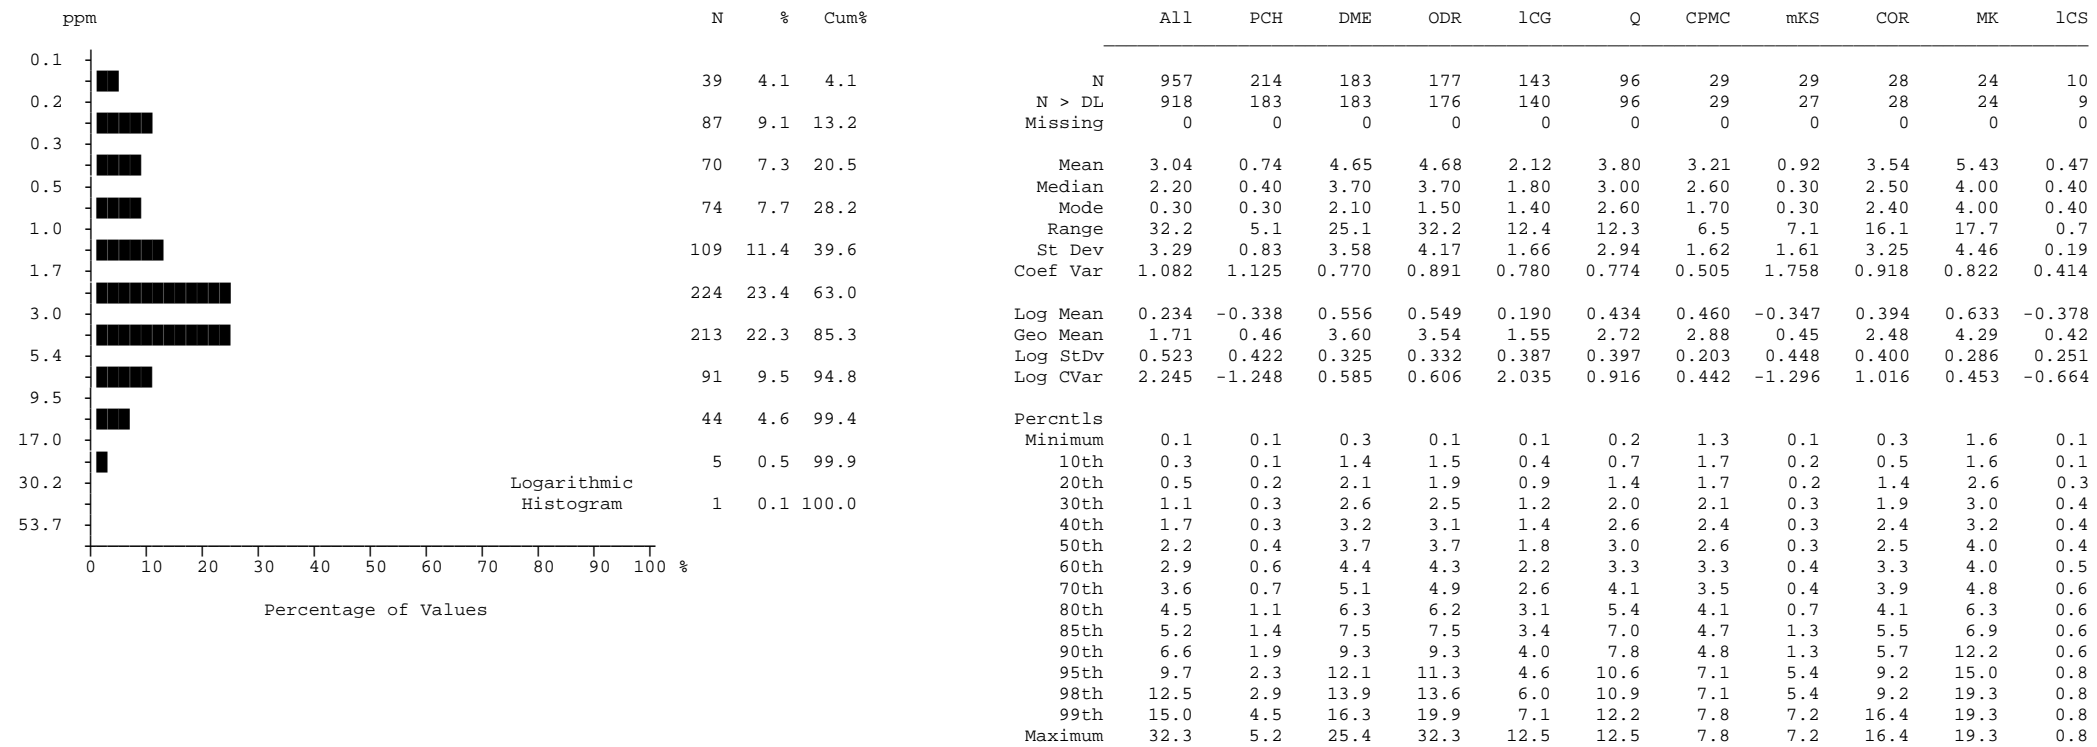 ppm N % Cum% All PCH DME ODR lCG Q CPMC mKS COR MK lCS
0.1
39 4.1 4.1 N 957 214 183 177 143 96 29 29 28 24 10
0.2 N > DL 918 183 183 176 140 96 29 27 28 24 9
87 9.1 13.2 Missing 0 0 0 0 0 0 0 0 0 0 0
0.3
70 7.3 20.5 Mean 3.04 0.74 4.65 4.68 2.12 3.80 3.21 0.92 3.54 5.43 0.47
0.5 Median 2.20 0.40 3.70 3.70 1.80 3.00 2.60 0.30 2.50 4.00 0.40
74 7.7 28.2 Mode 0.30 0.30 2.10 1.50 1.40 2.60 1.70 0.30 2.40 4.00 0.40
1.0 Range 32.2 5.1 25.1 32.2 12.4 12.3 6.5 7.1 16.1 17.7 0.7
109 11.4 39.6 St Dev 3.29 0.83 3.58 4.17 1.66 2.94 1.62 1.61 3.25 4.46 0.19
1.7 Coef Var 1.082 1.125 0.770 0.891 0.780 0.774 0.505 1.758 0.918 0.822 0.414
224 23.4 63.0
3.0 Log Mean 0.234 -0.338 0.556 0.549 0.190 0.434 0.460 -0.347 0.394 0.633 -0.378
213 22.3 85.3 Geo Mean 1.71 0.46 3.60 3.54 1.55 2.72 2.88 0.45 2.48 4.29 0.42
5.4 Log StDv 0.523 0.422 0.325 0.332 0.387 0.397 0.203 0.448 0.400 0.286 0.251
91 9.5 94.8 Log CVar 2.245 -1.248 0.585 0.606 2.035 0.916 0.442 -1.296 1.016 0.453 -0.664
9.5
44 4.6 99.4 Percntls
17.0 Minimum 0.1 0.1 0.3 0.1 0.1 0.2 1.3 0.1 0.3 1.6 0.1
5 0.5 99.9 10th 0.3 0.1 1.4 1.5 0.4 0.7 1.7 0.2 0.5 1.6 0.1
30.2 Logarithmic 20th 0.5 0.2 2.1 1.9 0.9 1.4 1.7 0.2 1.4 2.6 0.3
Histogram 1 0.1 100.0 30th 1.1 0.3 2.6 2.5 1.2 2.0 2.1 0.3 1.9 3.0 0.4
53.7 40th 1.7 0.3 3.2 3.1 1.4 2.6 2.4 0.3 2.4 3.2 0.4
50th 2.2 0.4 3.7 3.7 1.8 3.0 2.6 0.3 2.5 4.0 0.4
0 10 20 30 40 50 60 70 80 90 100 % 60th 2.9 0.6 4.4 4.3 2.2 3.3 3.3 0.4 3.3 4.0 0.5
70th 3.6 0.7 5.1 4.9 2.6 4.1 3.5 0.4 3.9 4.8 0.6
Percentage of Values 80th 4.5 1.1 6.3 6.2 3.1 5.4 4.1 0.7 4.1 6.3 0.6
85th 5.2 1.4 7.5 7.5 3.4 7.0 4.7 1.3 5.5 6.9 0.6
90th 6.6 1.9 9.3 9.3 4.0 7.8 4.8 1.3 5.7 12.2 0.6
95th 9.7 2.3 12.1 11.3 4.6 10.6 7.1 5.4 9.2 15.0 0.8
98th 12.5 2.9 13.9 13.6 6.0 10.9 7.1 5.4 9.2 19.3 0.8
99th 15.0 4.5 16.3 19.9 7.1 12.2 7.8 7.2 16.4 19.3 0.8
Maximum 32.3 5.2 25.4 32.3 12.5 12.5 7.8 7.2 16.4 19.3 0.8